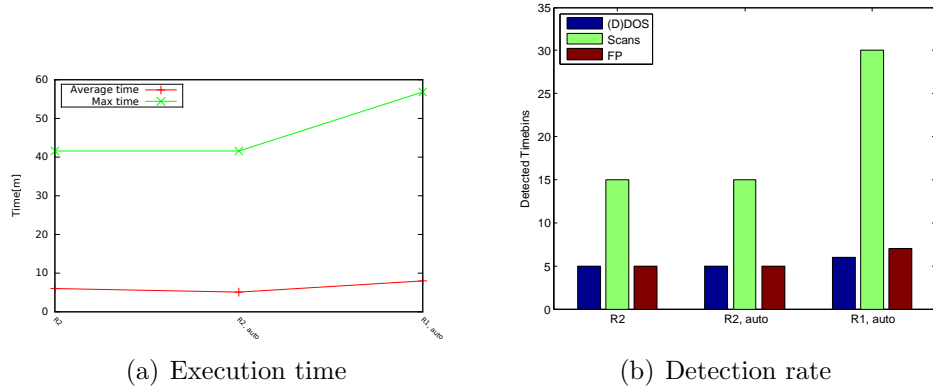 Average time
Max time
60
50
40
30
20
10
0
Time[m]
R2
R2, auto
R1, auto
(a) Execution time
(D)DOS
Scans
FP
35
30
25
20
15
10
5
0
Detected Timebins
R2
R2, auto
R1, auto
(b) Detection rate